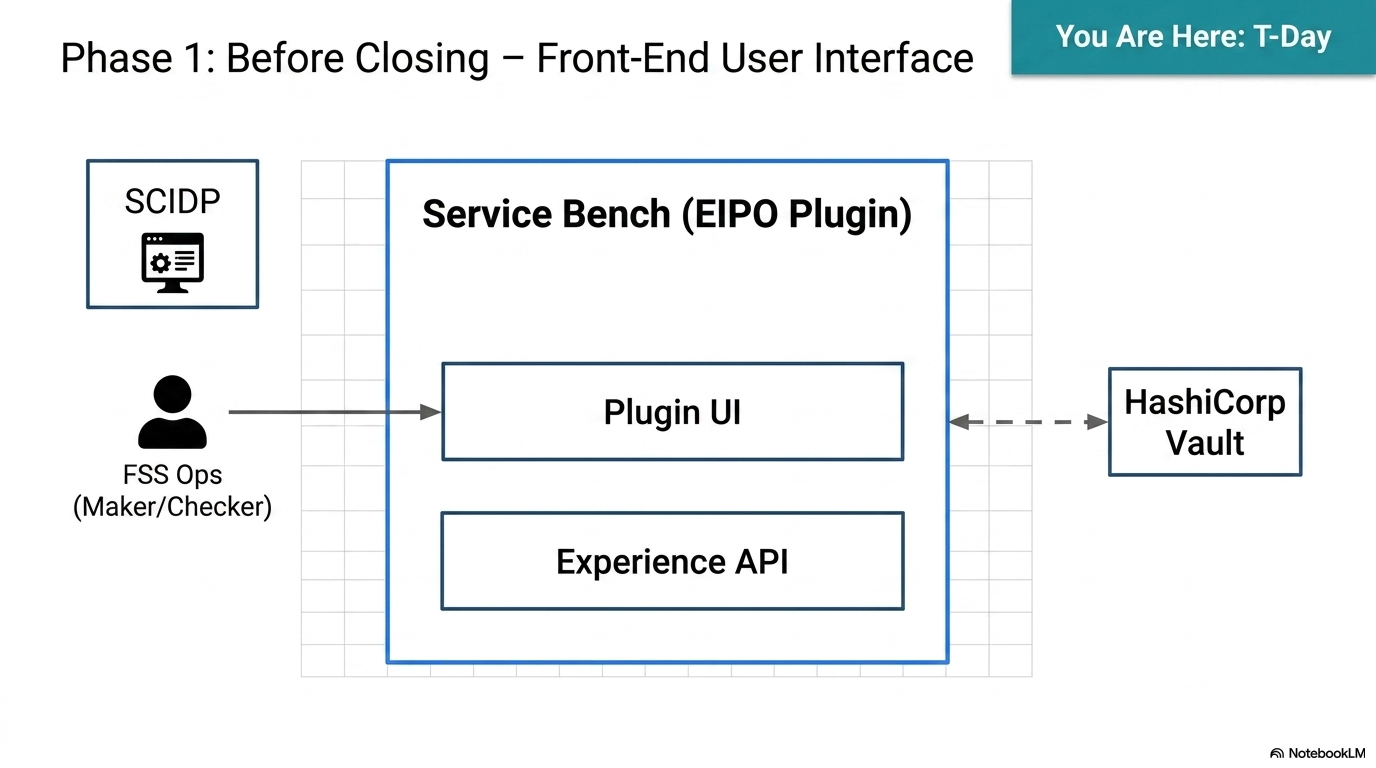 Phase 1: Before Closing – Front-End User Interface
You Are Here: T-Day
SCIDP
Service Bench (EIPO Plugin)
Plugin UI
FSS Ops
(Maker/Checker)
HashiCorp
Vault
Experience API
NotebookLM